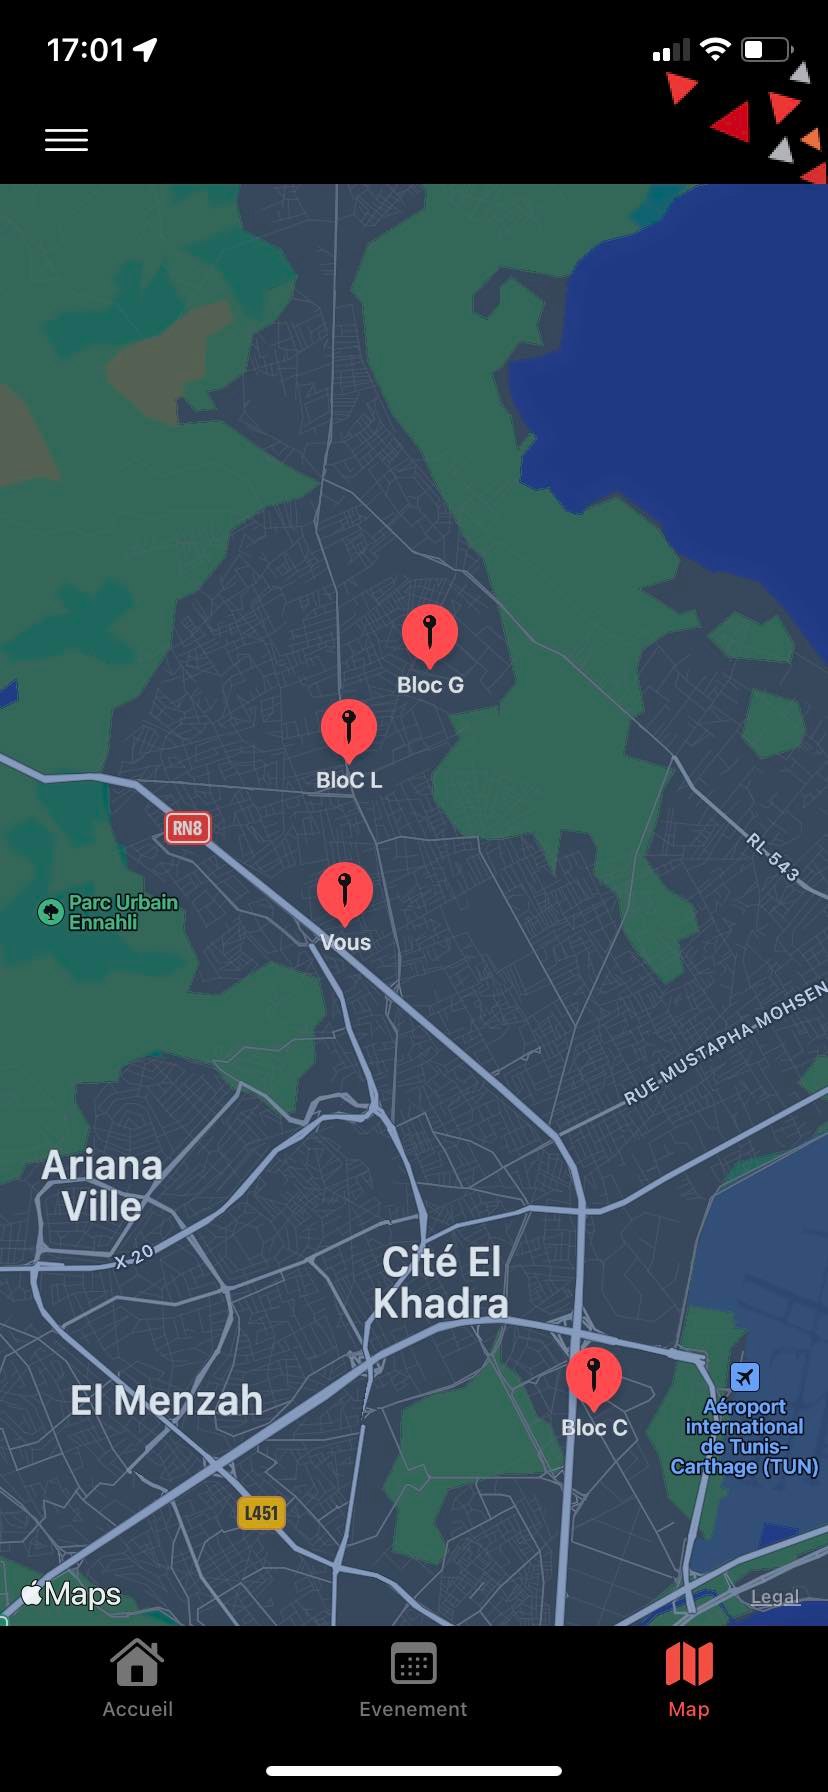 17:01
Bloc G
BloC L
RN8
RL 543
Parc Urbain
Ennahli
Vous
RUE MUSTAPHA MOHSEN
Ariana
Ville
X 20
Cité El
Khadra
El Menzah
Bloc C
Aéroport
international
de Tunis-
Carthage (TUN)
L451
Maps
Legal
Accueil
Evenement
Map